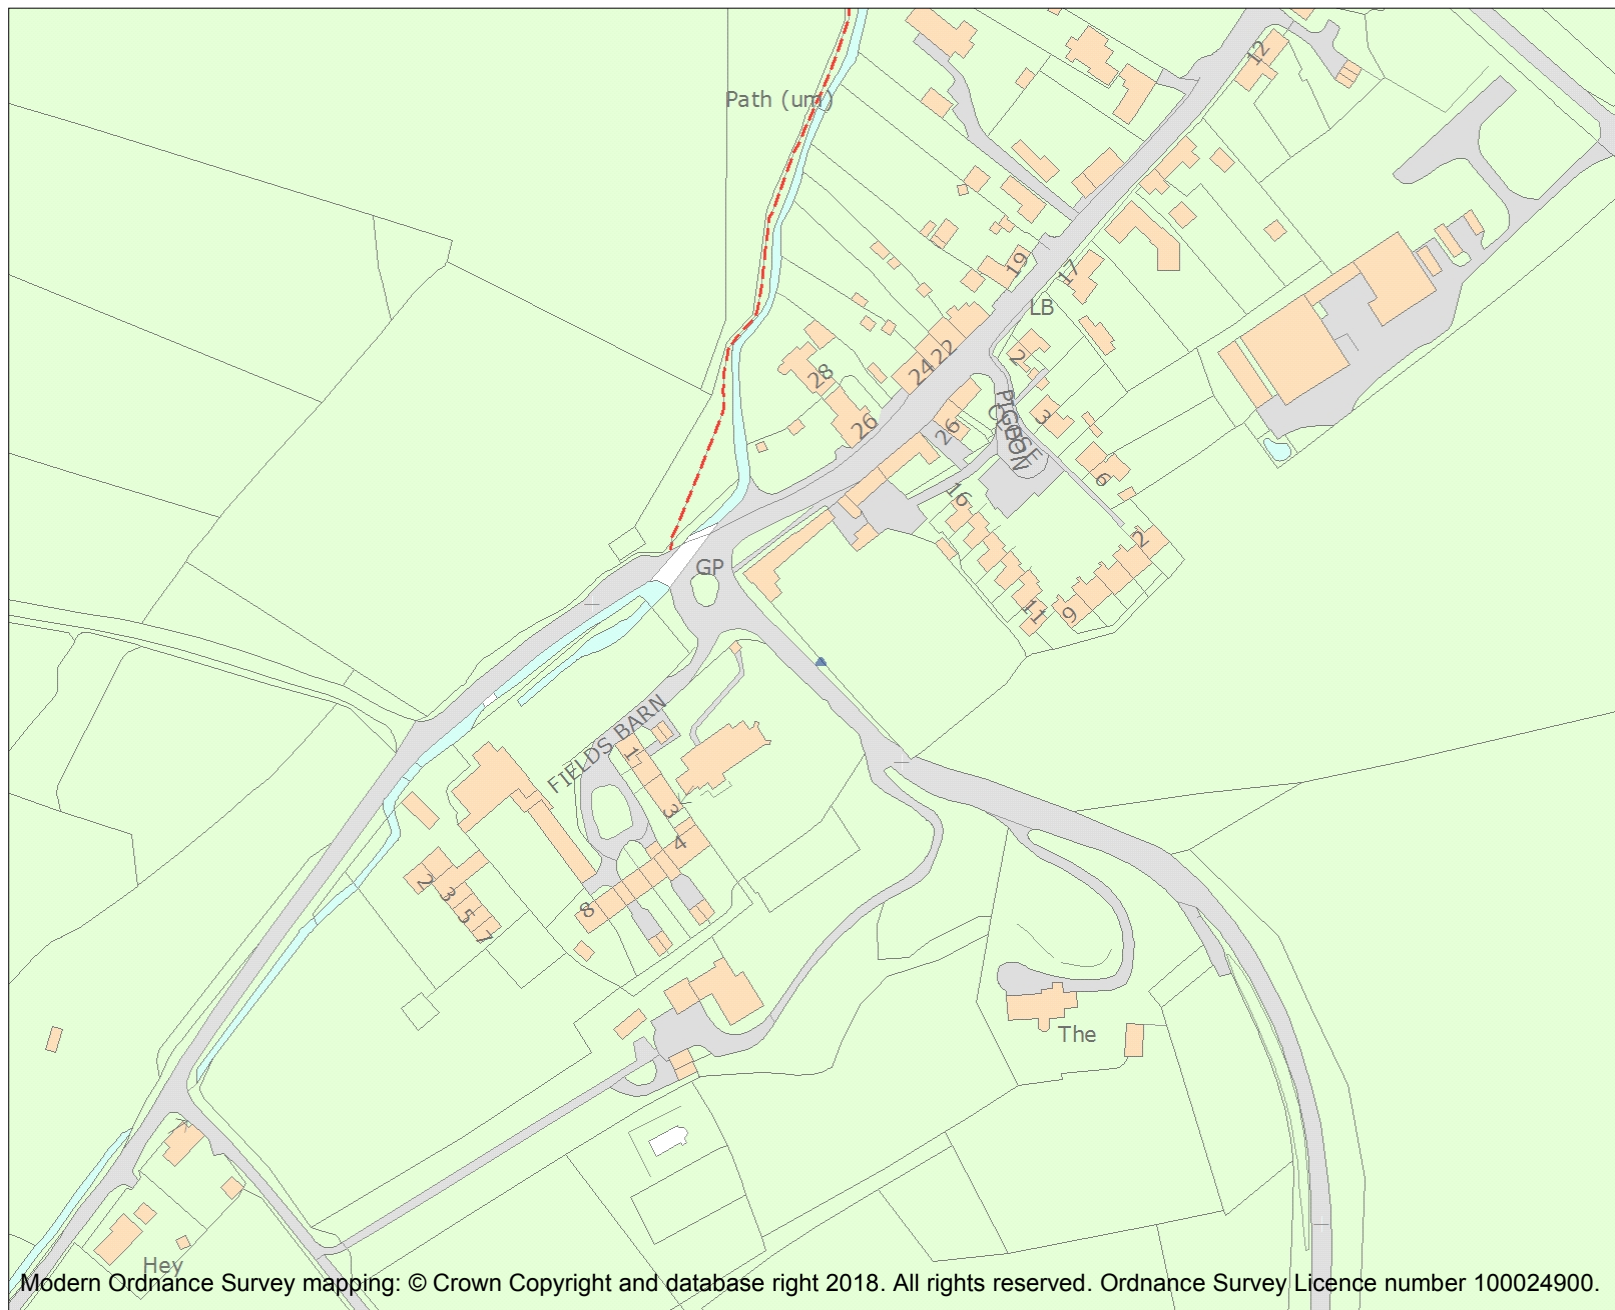 12
Path (um)
19
17
LB
22
24
2
28
PIGEON
CLOSE
3
26
26
6
16
2
GP
11
9
FIELDS BARN
1
3
4
2
3
5
7
8
The
Hey
Modern Ordnance Survey mapping: © Crown Copyright and database right 2018. All rights reserved. Ordnance Survey Licence number 100024900.